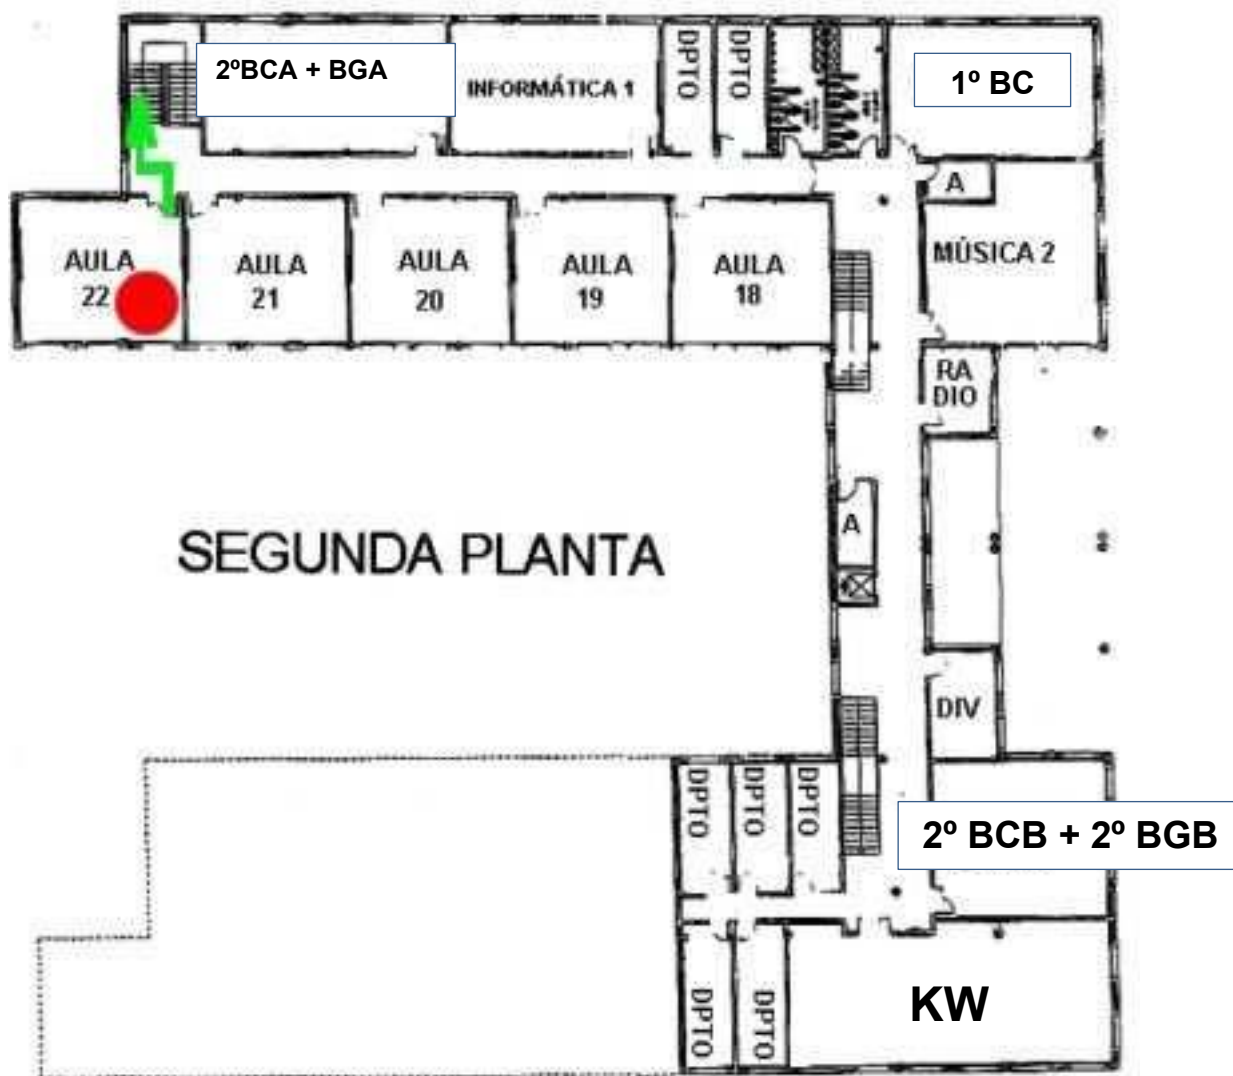 2ºBCA + BGA
INFORMÁTICA 1
DPTO
DPTO
1º BC
A
MÚSICA 2
AULA
22
AULA
21
AULA
20
AULA
19
AULA
18
RA
DIO
A
SEGUNDA PLANTA
DIV
DPTO
DPTO
DPTO
2º BCB + 2º BGB
DPTO
DPTO
KW